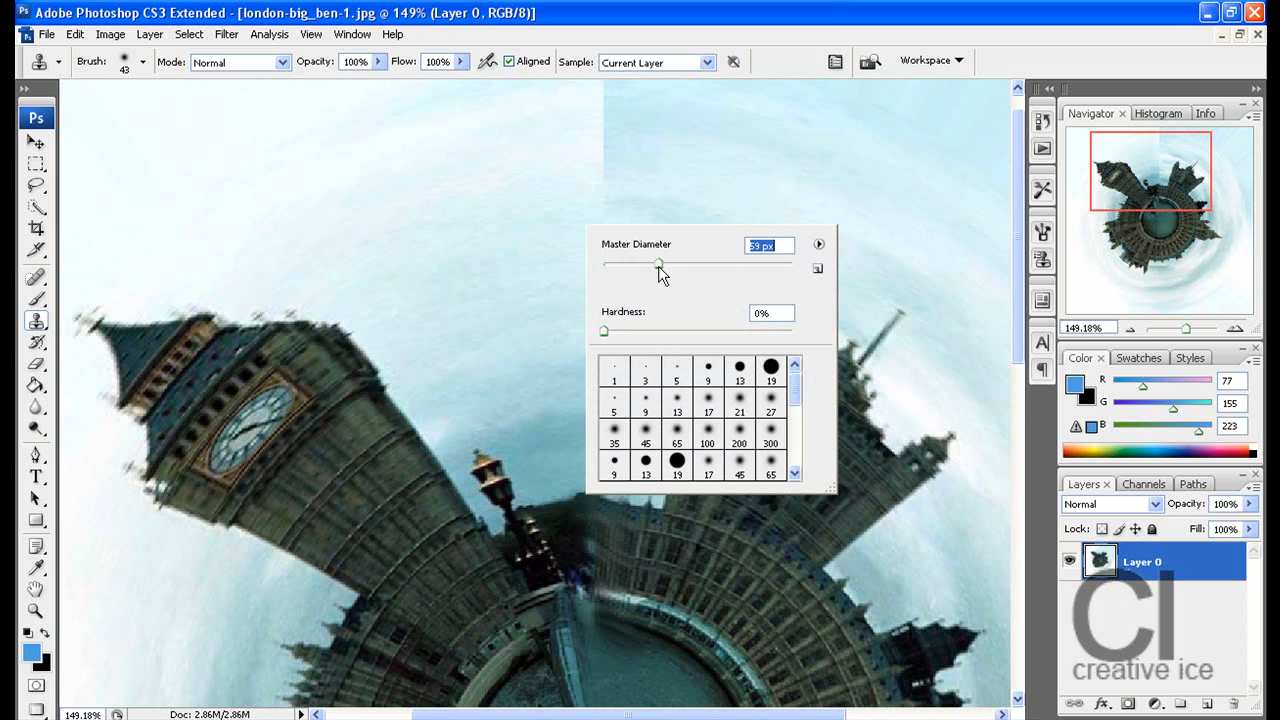 Adobe Photoshop CS3 Extended - [london-big_ben-1.jpg @ 149% (Layer 0, RGB/8)]
File Edit Image Layer Select Filter Analysis View Window Help
Brush: 43 Mode: Normal Opacity: 100% Flow: 100% Aligned Sample: Current Layer Workspace
Ps
Navigator Histogram Info
Master Diameter 59 px
Hardness: 0%
1 3 5 9 13 19
5 9 13 17 21 27
35 45 65 100 200 300
9 13 19 17 45 65
149.18%
Color Swatches Styles
R 77
G 155
B 223
Layers Channels Paths
Normal Opacity: 100%
Lock: Fill: 100%
Layer 0
CI
creative ice
149.18% Doc: 2.86M/2.86M